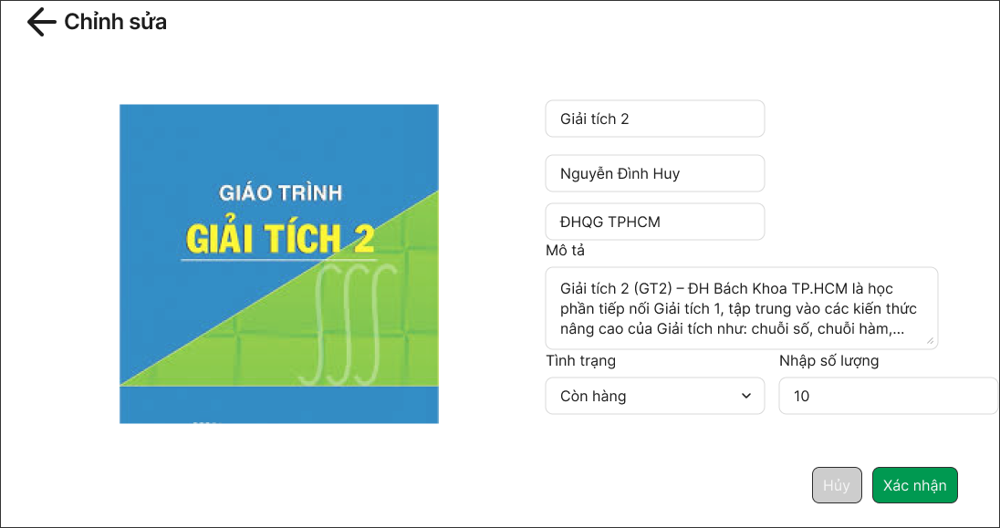 Chỉnh sửa
GIÁO TRÌNH
GIẢI TÍCH 2
Giải tích 2
Nguyễn Đình Huy
ĐHQG TPHCM
Mô tả
Giải tích 2 (GT2) – ĐH Bách Khoa TP.HCM là học
phần tiếp nối Giải tích 1, tập trung vào các kiến thức
nâng cao của Giải tích như: chuỗi số, chuỗi hàm,...
Tình trạng
Nhập số lượng
Còn hàng
10
Hủy
Xác nhận